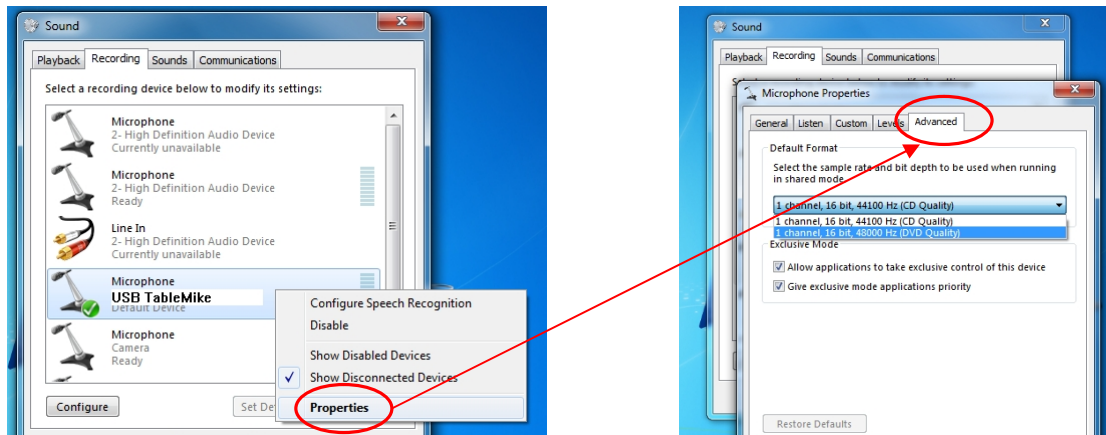 Sound
Playback Recording Sounds Communications
Select a recording device below to modify its settings:
Microphone
2- High Definition Audio Device
Currently unavailable
Microphone
2- High Definition Audio Device
Ready
Line In
2- High Definition Audio Device
Currently unavailable
Microphone
USB TableMike
Default Device
Microphone
Camera
Ready
Configure
Set De
Configure Speech Recognition
Disable
Show Disabled Devices
Show Disconnected Devices
Properties
Sound
Playback Recording Sounds Communications
Microphone Properties
General Listen Custom Levels Advanced
Default Format
Select the sample rate and bit depth to be used when running
in shared mode.
1 channel, 16 bit, 44100 Hz (CD Quality)
1 channel, 16 bit, 44100 Hz (CD Quality)
1 channel, 16 bit, 48000 Hz (DVD Quality)
Exclusive Mode
Allow applications to take exclusive control of this device
Give exclusive mode applications priority
Restore Defaults